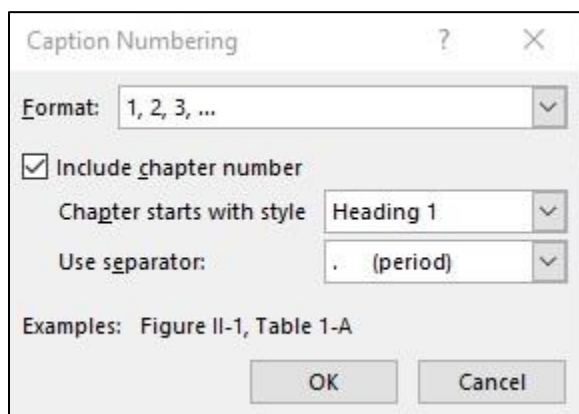 Caption Numbering ? ×
Format: 1, 2, 3, ...
Include chapter number
Chapter starts with style Heading 1
Use separator: . (period)
Examples: Figure II-1, Table 1-A
OK Cancel